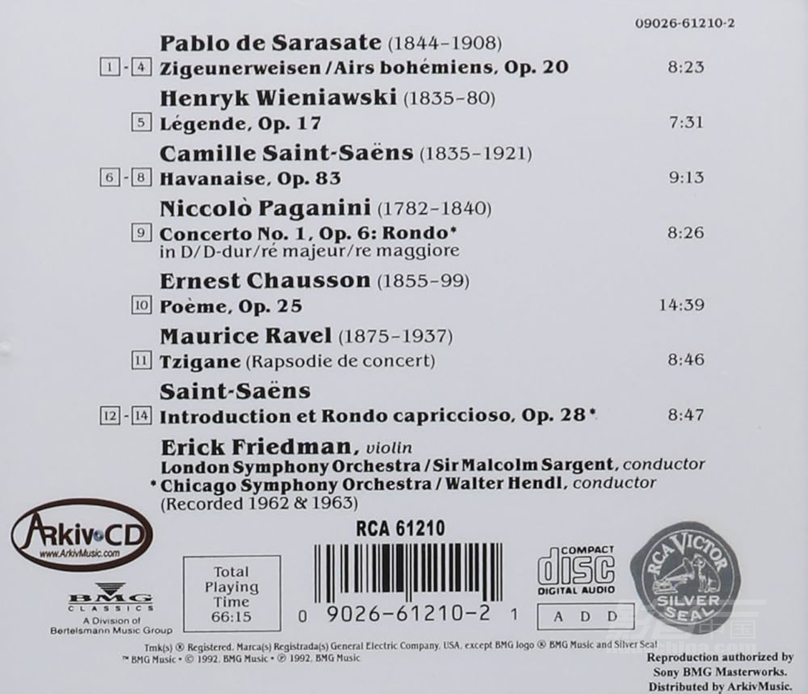 09026-61210-2
Pablo de Sarasate (1844-1908)
1 - 4 Zigeunerweisen/Airs bohémiens, Op. 20 8:23
Henryk Wieniawski (1835-80)
5 Légende, Op. 17 7:31
Camille Saint-Saëns (1835-1921)
6 - 8 Havanaise, Op. 83 9:13
Niccolò Paganini (1782-1840)
9 Concerto No. 1, Op. 6: Rondo* 8:26
in D/D-dur/ré majeur/re maggiore
Ernest Chausson (1855-99)
10 Poème, Op. 25 14:39
Maurice Ravel (1875-1937)
11 Tzigane (Rapsodie de concert) 8:46
Saint-Saëns
12 - 14 Introduction et Rondo capriccioso, Op. 28* 8:47
Erick Friedman, violin
London Symphony Orchestra/Sir Malcolm Sargent, conductor
* Chicago Symphony Orchestra/Walter Hendl, conductor
(Recorded 1962 & 1963)
ArkivCD
www.ArkivMusic.com
RCA 61210
BMG
CLASSICS
A Division of
Bertelsmann Music Group
Total
Playing
Time
66:15
0 9026-61210-2 1
COMPACT
disc
DIGITAL AUDIO
A D D
RCA VICTOR
SILVER
SEAL
Tmk(s) ® Registered. Marca(s) Registrada(s) General Electric Company, USA, except BMG logo ® BMG Music and Silver Seal
™ BMG Music • © 1992, BMG Music • ℗ 1992, BMG Music
Reproduction authorized by
Sony BMG Masterworks.
Distributed by ArkivMusic.